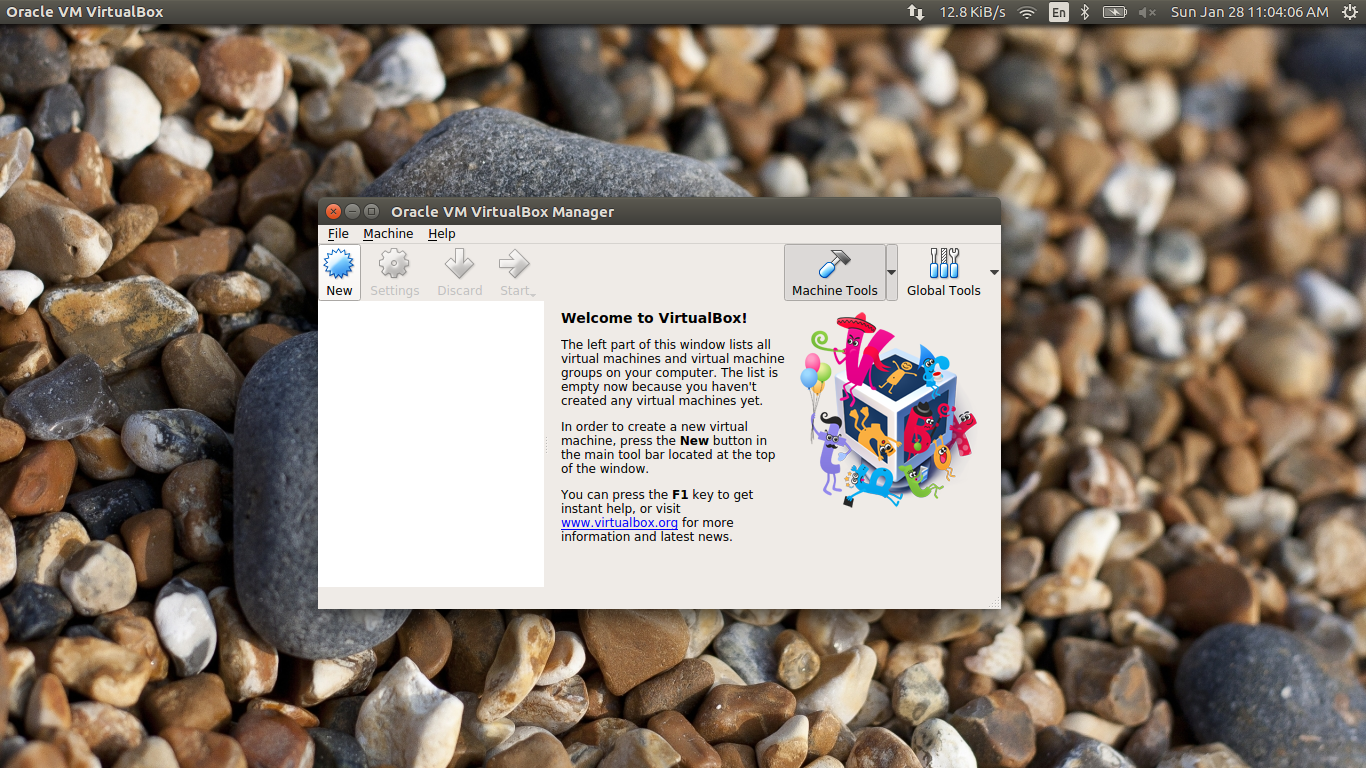 Oracle VM VirtualBox
12.8 KiB/s En Sun Jan 28 11:04:06 AM
Oracle VM VirtualBox Manager
File Machine Help
New Settings Discard Start Machine Tools Global Tools
Welcome to VirtualBox!
The left part of this window lists all
virtual machines and virtual machine
groups on your computer. The list is
empty now because you haven't
created any virtual machines yet.
In order to create a new virtual
machine, press the New button in
the main tool bar located at the top
of the window.
You can press the F1 key to get
instant help, or visit
www.virtualbox.org for more
information and latest news.